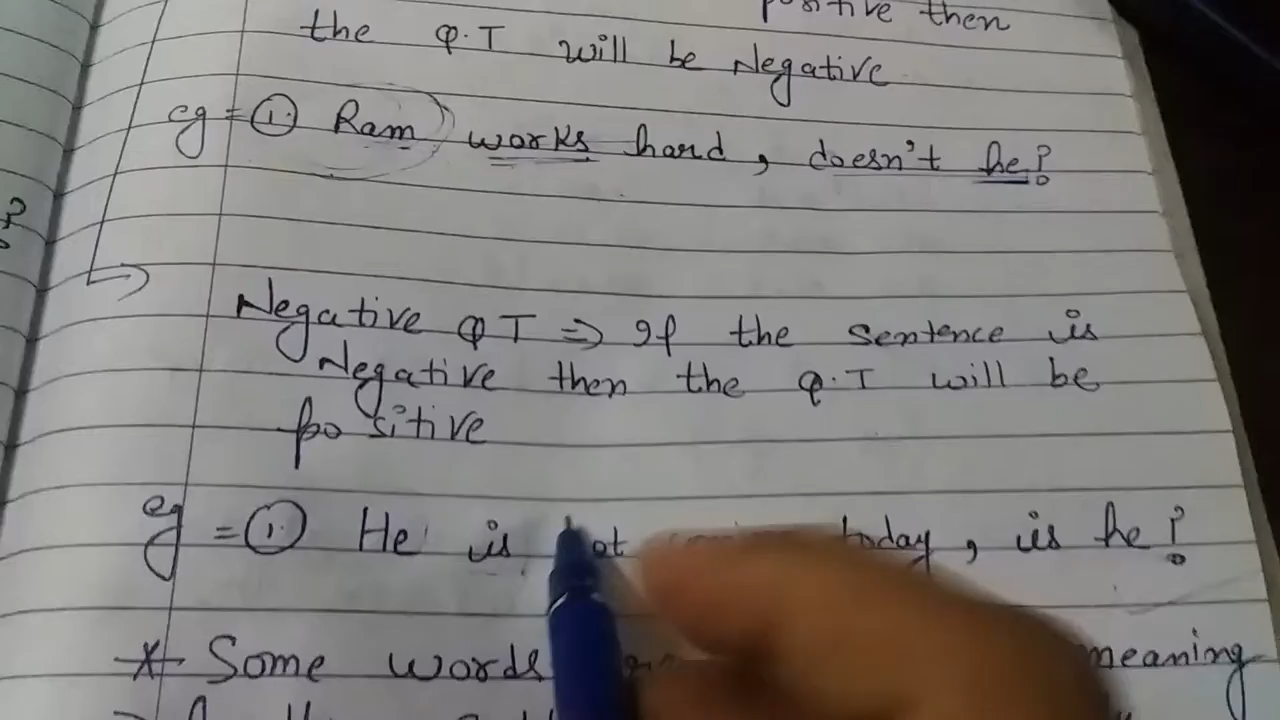 positive then
the Q.T will be Negative
eg = ① Ram works hard, doesn't he?
Negative QT ⇒ If the sentence is
Negative then the Q.T will be
positive
eg = ① He is not today, is he?
* Some words meaning